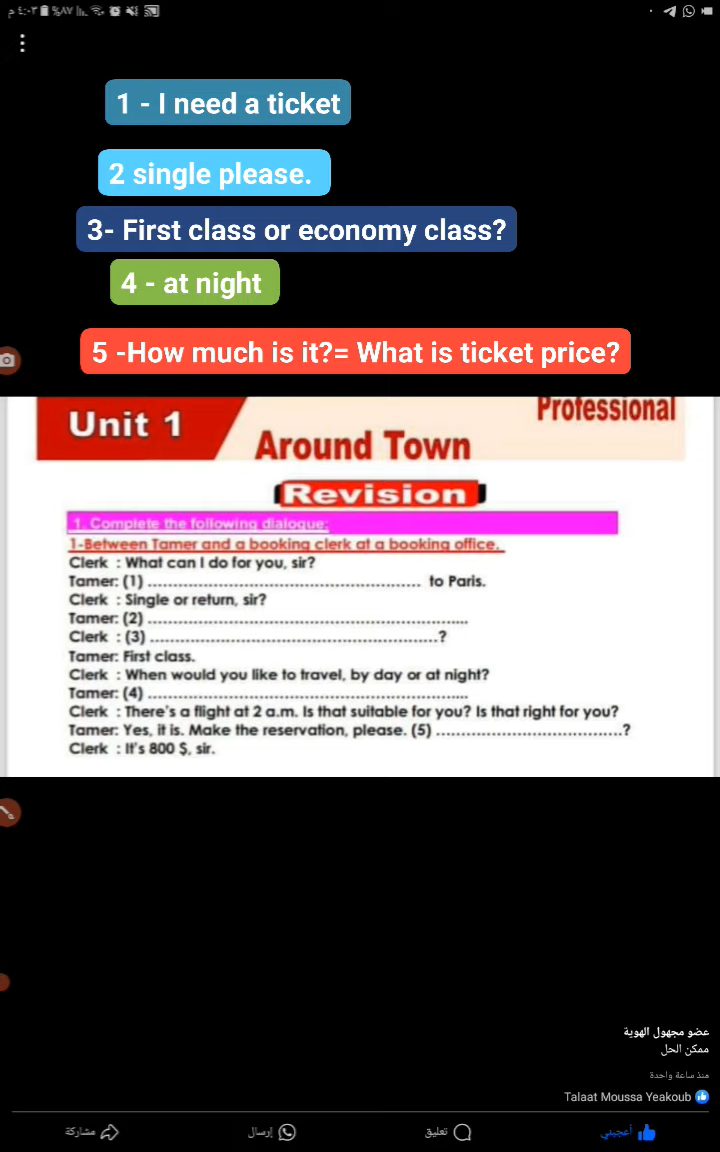 ٤:٠٣ م %٨٧
1 - I need a ticket
2 single please.
3- First class or economy class?
4 - at night
5 -How much is it?= What is ticket price?
Professional
Unit 1
Around Town
Revision
1. Complete the following dialogue:
1-Between Tamer and a booking clerk at a booking office.
Clerk : What can I do for you, sir?
Tamer: (1) ................................................... to Paris.
Clerk : Single or return, sir?
Tamer: (2) ............................................................
Clerk : (3) ......................................................?
Tamer: First class.
Clerk : When would you like to travel, by day or at night?
Tamer: (4) ............................................................
Clerk : There's a flight at 2 a.m. Is that suitable for you? Is that right for you?
Tamer: Yes, it is. Make the reservation, please. (5) ...................................?
Clerk : It's 800 $, sir.
عضو مجهول الهوية
ممكن الحل
منذ ساعة واحدة
Talaat Moussa Yeakoub
أعجبني تعليق إرسال مشاركة